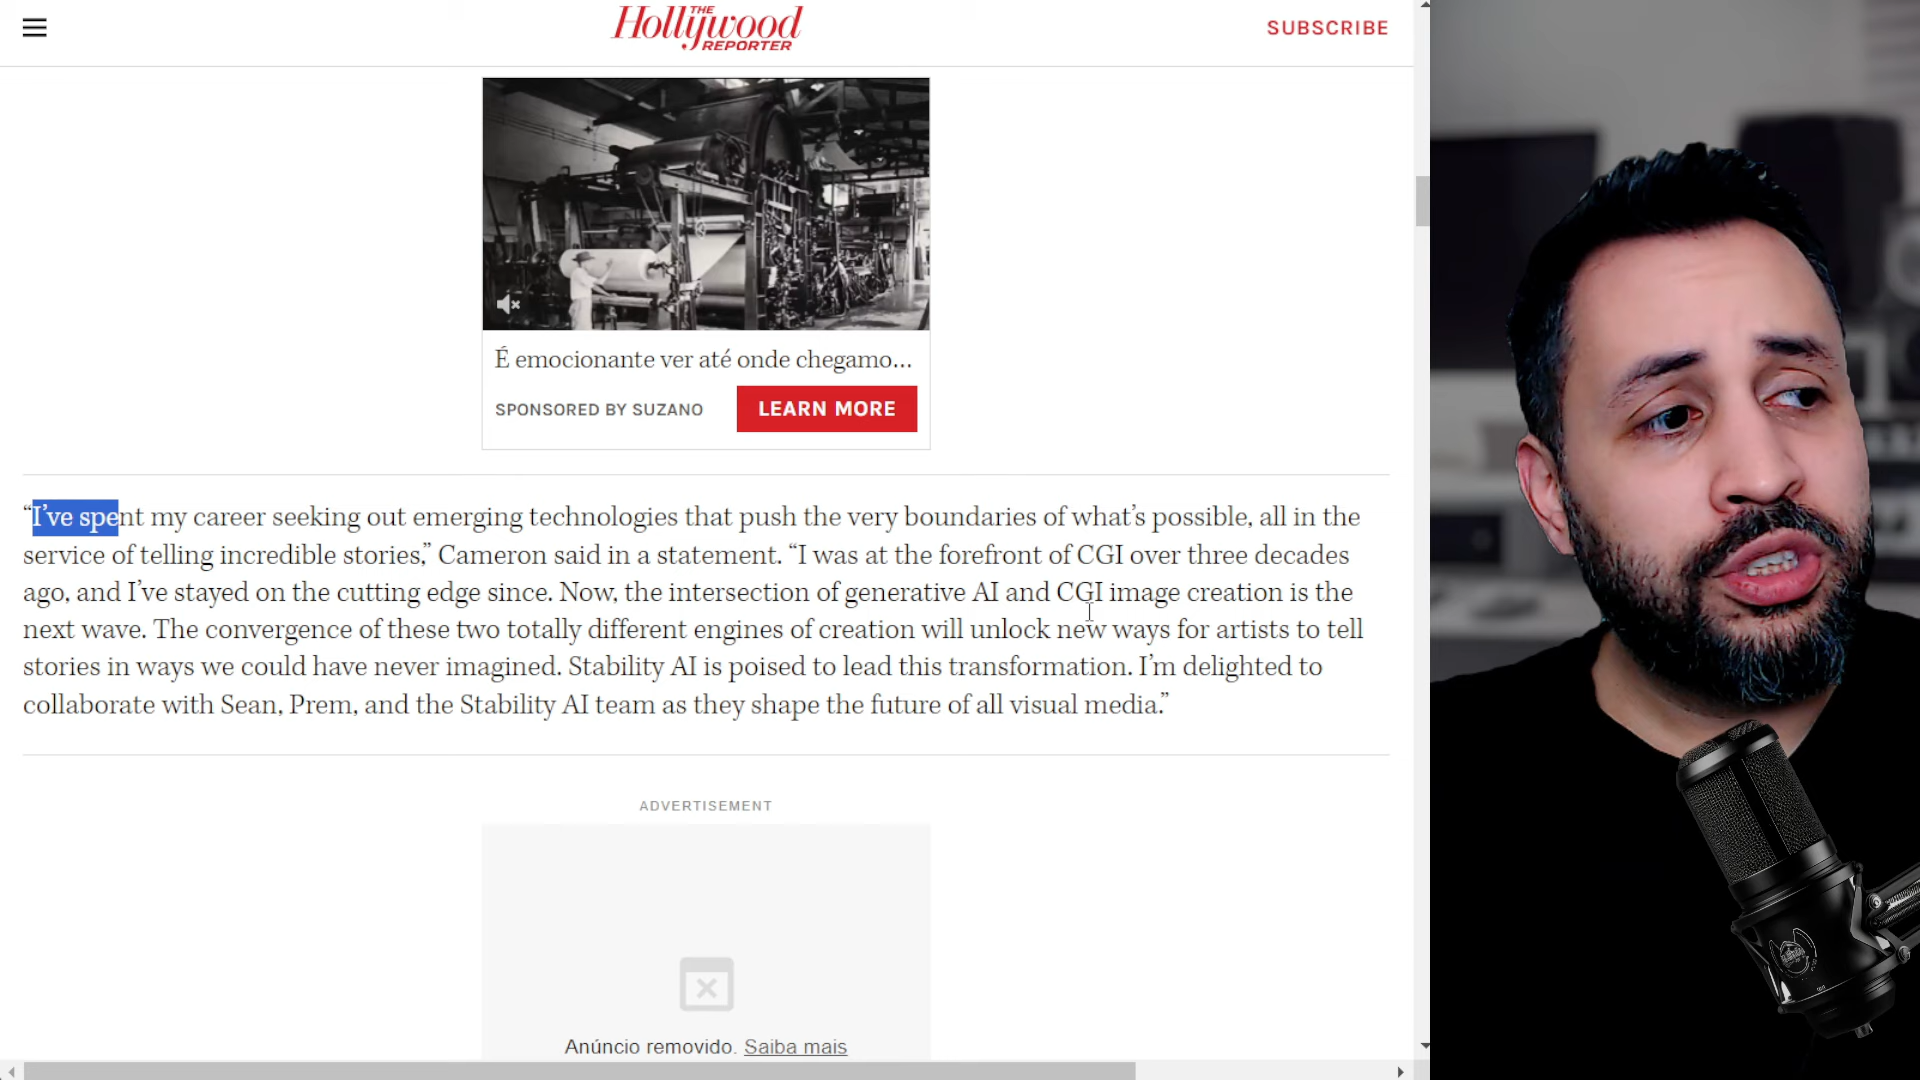 THE
Hollywood
REPORTER
SUBSCRIBE
É emocionante ver até onde chegamo...
SPONSORED BY SUZANO
LEARN MORE
“I’ve spent my career seeking out emerging technologies that push the very boundaries of what’s possible, all in the
service of telling incredible stories,” Cameron said in a statement. “I was at the forefront of CGI over three decades
ago, and I’ve stayed on the cutting edge since. Now, the intersection of generative AI and CGI image creation is the
next wave. The convergence of these two totally different engines of creation will unlock new ways for artists to tell
stories in ways we could have never imagined. Stability AI is poised to lead this transformation. I’m delighted to
collaborate with Sean, Prem, and the Stability AI team as they shape the future of all visual media.”
ADVERTISEMENT
Anúncio removido. Saiba mais